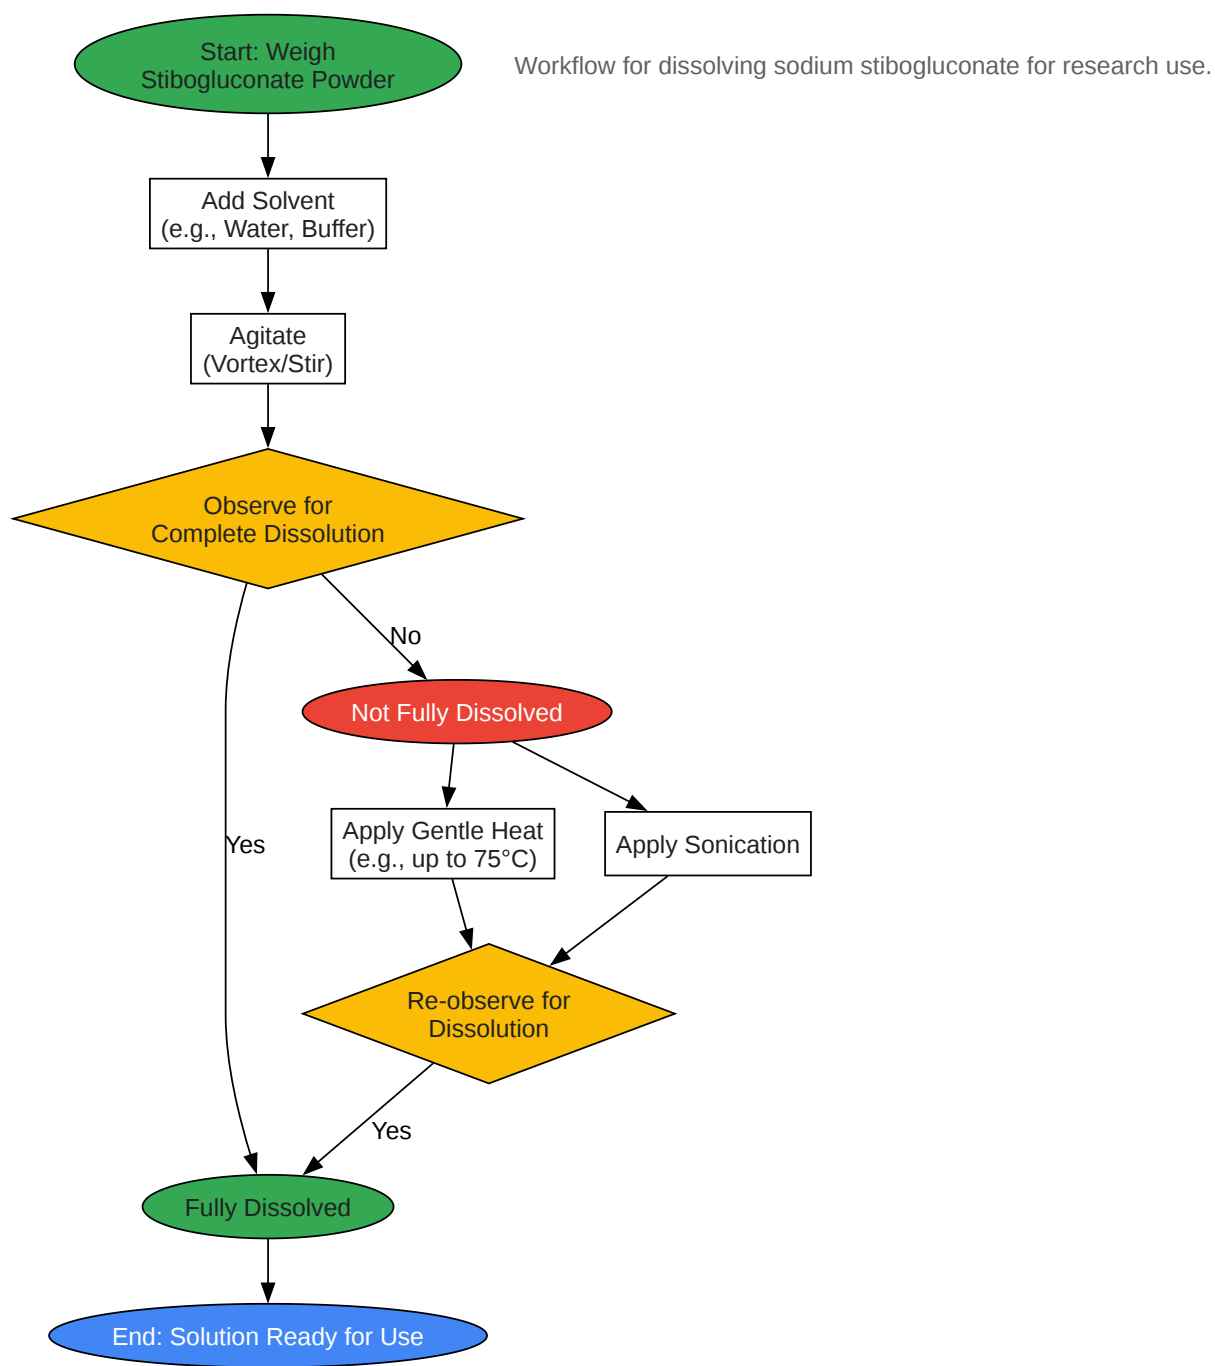 Start: Weigh
Stibogluconate Powder
Workflow for dissolving sodium stibogluconate for research use.
Add Solvent
(e.g., Water, Buffer)
Agitate
(Vortex/Stir)
Observe for
Complete Dissolution
No
Not Fully Dissolved
Apply Gentle Heat
(e.g., up to 75°C)
Apply Sonication
Yes
Re-observe for
Dissolution
Yes
Fully Dissolved
End: Solution Ready for Use